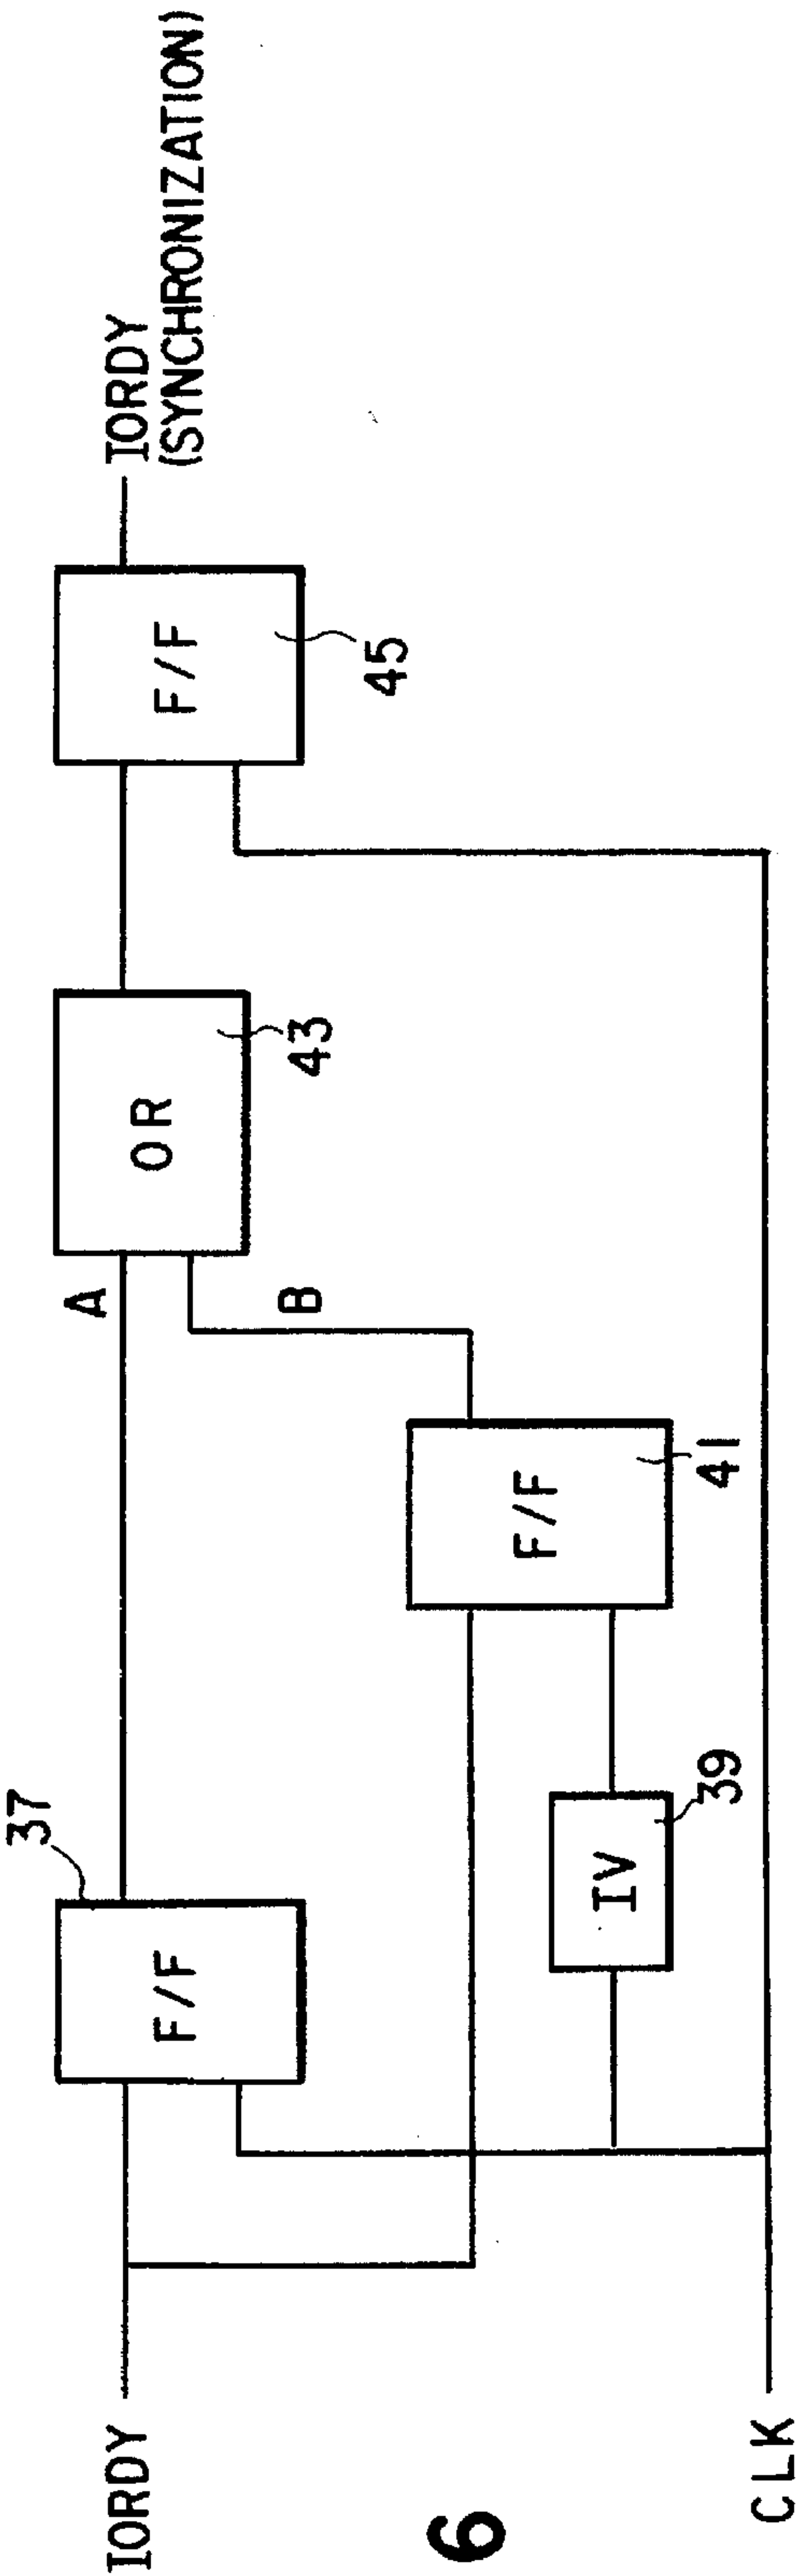 37
A
IORDY
F/F
OR
F/F
IORDY
(SYNCHRONIZATION)
43
45
B
6
F/F
IV
39
41
CLK